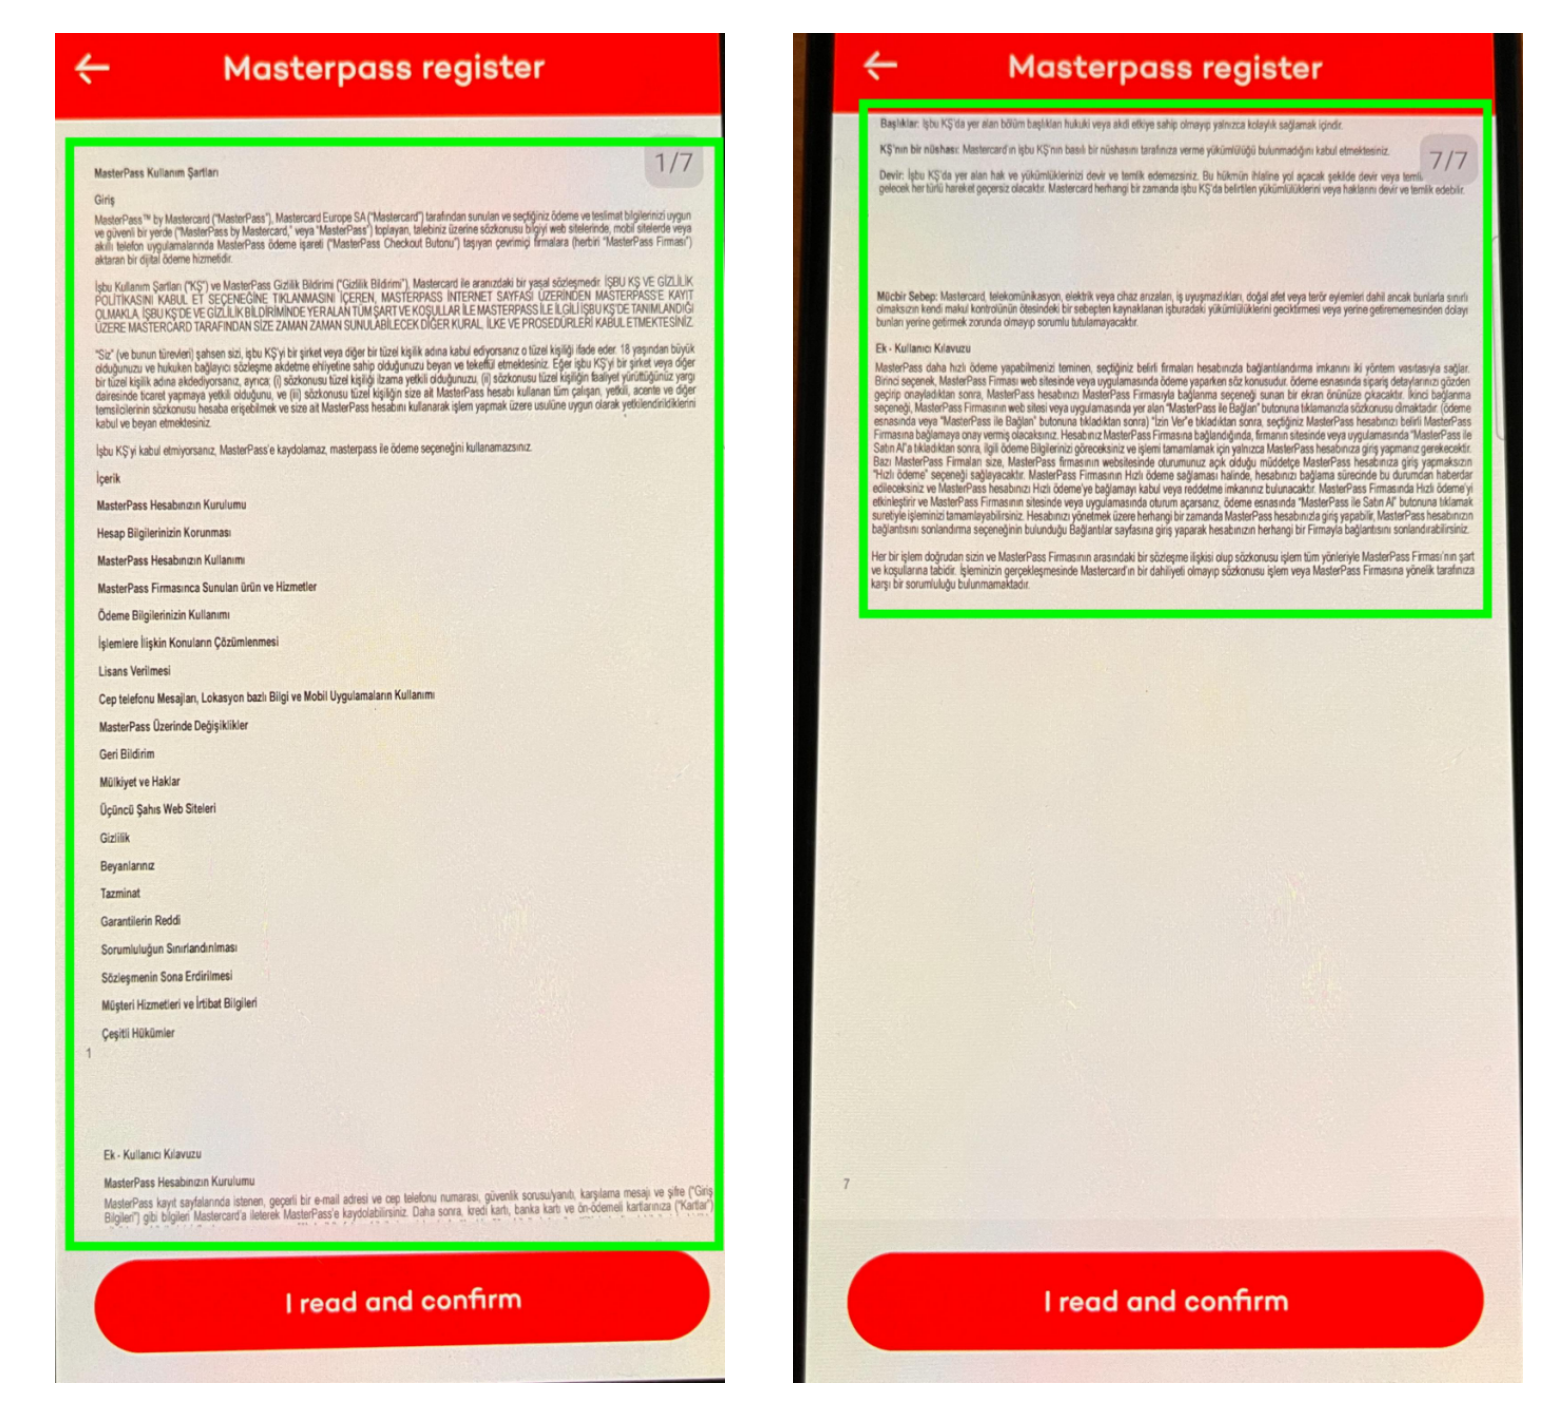 Masterpass register
1/7
MasterPass Kullanım Şartları
Giriş
MasterPass™ by Mastercard ("MasterPass"), Mastercard Europe SA ("Mastercard") tarafından sunulan ve seçtiğiniz ödeme ve teslimat bilgilerinizi uygun
ve güvenli bir yerde ("MasterPass by Mastercard," veya "MasterPass") toplayan, talebiniz üzerine sözkonusu bilgiyi web sitelerinde, mobil sitelerde veya
akıllı telefon uygulamalarında MasterPass ödeme işareti ("MasterPass Checkout Butonu") taşıyan çevrimiçi firmalara (herbiri "MasterPass Firması")
aktaran bir dijital ödeme hizmetidir.
İşbu Kullanım Şartları ("KŞ") ve MasterPass Gizlilik Bildirimi ("Gizlilik Bildirimi"), Mastercard ile aranızdaki bir yasal sözleşmedir. İŞBU KŞ VE GİZLİLİK
POLİTİKASINI KABUL ET SEÇENEĞİNE TIKLANMASINI İÇEREN, MASTERPASS İNTERNET SAYFASI ÜZERİNDEN MASTERPASS'E KAYIT
OLMAKLA, İŞBU KŞ'DE VE GİZLİLİK BİLDİRİMİNDE YER ALAN TÜM ŞART VE KOŞULLAR İLE MASTERPASS İLE İLGİLİ İŞBU KŞ'DE TANIMLANDIĞI
ÜZERE MASTERCARD TARAFINDAN SİZE ZAMAN ZAMAN SUNULABİLECEK DİĞER KURAL, İLKE VE PROSEDÜRLERİ KABUL ETMEKTESİNİZ.
"Siz" (ve bunun türevleri) şahsen sizi, işbu KŞ'yi bir şirket veya diğer bir tüzel kişilik adına kabul ediyorsanız o tüzel kişiliği ifade eder. 18 yaşından büyük
olduğunuzu ve hukuken bağlayıcı sözleşme akdetme ehliyetine sahip olduğunuzu beyan ve tekeffül etmektesiniz. Eğer işbu KŞ'yi bir şirket veya diğer
bir tüzel kişilik adına akdediyorsanız, ayrıca; (i) sözkonusu tüzel kişiliği ilzama yetkili olduğunuzu, (ii) sözkonusu tüzel kişiliğin faaliyet yürüttüğünüz yargı
dairesinde ticaret yapmaya yetkili olduğunu, ve (iii) sözkonusu tüzel kişiliğin size ait MasterPass hesabı kullanan tüm çalışan, yetkili, acente ve diğer
temsilcilerinin sözkonusu hesaba erişebilmek ve size ait MasterPass hesabını kullanarak işlem yapmak üzere usulüne uygun olarak yetkilendirildiklerini
kabul ve beyan etmektesiniz.
İşbu KŞ'yi kabul etmiyorsanız, MasterPass'e kaydolamaz, masterpass ile ödeme seçeneğini kullanamazsınız.
İçerik
MasterPass Hesabınızın Kurulumu
Hesap Bilgilerinizin Korunması
MasterPass Hesabınızın Kullanımı
MasterPass Firmasınca Sunulan ürün ve Hizmetler
Ödeme Bilgilerinizin Kullanımı
İşlemlere İlişkin Konuların Çözümlenmesi
Lisans Verilmesi
Cep telefonu Mesajları, Lokasyon bazlı Bilgi ve Mobil Uygulamaların Kullanımı
MasterPass Üzerinde Değişiklikler
Geri Bildirim
Mülkiyet ve Haklar
Üçüncü Şahıs Web Siteleri
Gizlilik
Beyanlarınız
Tazminat
Garantilerin Reddi
Sorumluluğun Sınırlandırılması
Sözleşmenin Sona Erdirilmesi
Müşteri Hizmetleri ve İrtibat Bilgileri
Çeşitli Hükümler
1
Ek - Kullanıcı Kılavuzu
MasterPass Hesabınızın Kurulumu
MasterPass kayıt sayfalarında istenen, geçerli bir e-mail adresi ve cep telefonu numarası, güvenlik sorusu/yanıtı, karşılama mesajı ve şifre ("Giriş
Bilgileri") gibi bilgileri Mastercard'a ileterek MasterPass'e kaydolabilirsiniz. Daha sonra, kredi kartı, banka kartı ve ön-ödemeli kartlarınıza ("Kartlar")
I read and confirm
Masterpass register
Başlıklar: İşbu KŞ'da yer alan bölüm başlıkları hukuki veya akdi etkiye sahip olmayıp yalnızca kolaylık sağlamak içindir.
7/7
KŞ'nın bir nüshası: Mastercard'ın işbu KŞ'nın basılı bir nüshasını tarafınıza verme yükümlülüğü bulunmadığını kabul etmektesiniz.
Devir: İşbu KŞ'da yer alan hak ve yükümlülüklerinizi devir ve temlik edemezsiniz. Bu hükmün ihlaline yol açacak şekilde devir veya temli
gelecek her türlü hareket geçersiz olacaktır. Mastercard herhangi bir zamanda işbu KŞ'da belirtilen yükümlülüklerini veya haklarını devir ve temlik edebilir.
Mücbir Sebep: Mastercard, telekomünikasyon, elektrik veya cihaz arızaları, iş uyuşmazlıkları, doğal afet veya terör eylemleri dahil ancak bunlarla sınırlı
olmaksızın kendi makul kontrolünün ötesindeki bir sebepten kaynaklanan işburadaki yükümlülüklerini geciktirmesi veya yerine getirememesinden dolayı
bunları yerine getirmek zorunda olmayıp sorumlu tutulamayacaktır.
Ek - Kullanıcı Kılavuzu
MasterPass daha hızlı ödeme yapabilmenizi teminen, seçtiğiniz belirli firmaları hesabınızla bağlantılandırma imkanını iki yöntem vasıtasıyla sağlar.
Birinci seçenek, MasterPass Firması web sitesinde veya uygulamasında ödeme yaparken söz konusudur. ödeme esnasında sipariş detaylarınızı gözden
geçirip onayladıktan sonra, MasterPass hesabınızı MasterPass Firmasıyla bağlanma seçeneği sunan bir ekran önünüze çıkacaktır. İkinci bağlanma
seçeneği, MasterPass Firmasının web sitesi veya uygulamasında yer alan "MasterPass ile Bağlan" butonuna tıklamanızla sözkonusu olmaktadır. (ödeme
esnasında veya "MasterPass ile Bağlan" butonuna tıkladıktan sonra) "İzin Ver"e tıkladıktan sonra, seçtiğiniz MasterPass hesabınızı belirli MasterPass
Firmasına bağlamaya onay vermiş olacaksınız. Hesabınız MasterPass Firmasına bağlandığında, firmanın sitesinde veya uygulamasında "MasterPass ile
Satın Al"a tıkladıktan sonra, ilgili ödeme Bilgilerinizi göreceksiniz ve işlemi tamamlamak için yalnızca MasterPass hesabınıza giriş yapmanız gerekecektir.
Bazı MasterPass Firmaları size, MasterPass firmasının websitesinde oturumunuz açık olduğu müddetçe MasterPass hesabınıza giriş yapmaksızın
"Hızlı ödeme" seçeneği sağlayacaktır. MasterPass Firmasının Hızlı ödeme sağlaması halinde, hesabınızı bağlama sürecinde bu durumdan haberdar
edileceksiniz ve MasterPass hesabınızı Hızlı ödeme'ye bağlamayı kabul veya reddetme imkanınız bulunacaktır. MasterPass Firmasında Hızlı ödeme'yi
etkinleştirir ve MasterPass Firmasının sitesinde veya uygulamasında oturum açarsanız, ödeme esnasında "MasterPass ile Satın Al" butonuna tıklamak
suretiyle işleminizi tamamlayabilirsiniz. Hesabınızı yönetmek üzere herhangi bir zamanda MasterPass hesabınızla giriş yapabilir, MasterPass hesabınızın
bağlantısını sonlandırma seçeneğinin bulunduğu Bağlantılar sayfasına giriş yaparak hesabınızın herhangi bir Firmayla bağlantısını sonlandırabilirsiniz.
Her bir işlem doğrudan sizin ve MasterPass Firmasının arasındaki bir sözleşme ilişkisi olup sözkonusu işlem tüm yönleriyle MasterPass Firması'nın şart
ve koşullarına tabidir. İşleminizin gerçekleşmesinde Mastercard'ın bir dahiliyeti olmayıp sözkonusu işlem veya MasterPass Firmasına yönelik tarafınıza
karşı bir sorumluluğu bulunmamaktadır.
7
I read and confirm